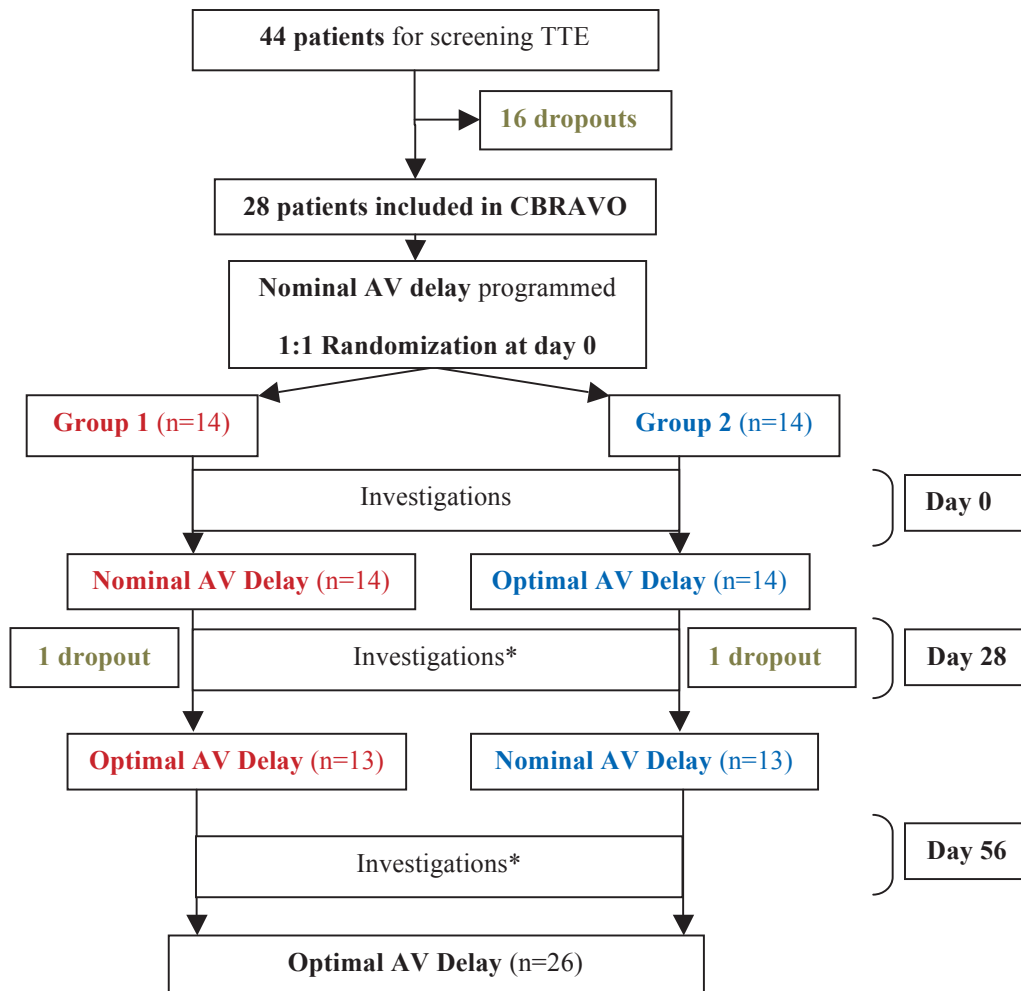 44 patients for screening TTE
16 dropouts
28 patients included in CBRAVO
Nominal AV delay programmed
1:1 Randomization at day 0
Group 1 (n=14)
Group 2 (n=14)
Investigations
Day 0
Nominal AV Delay (n=14)
Optimal AV Delay (n=14)
1 dropout
Investigations*
1 dropout
Day 28
Optimal AV Delay (n=13)
Nominal AV Delay (n=13)
Investigations*
Day 56
Optimal AV Delay (n=26)